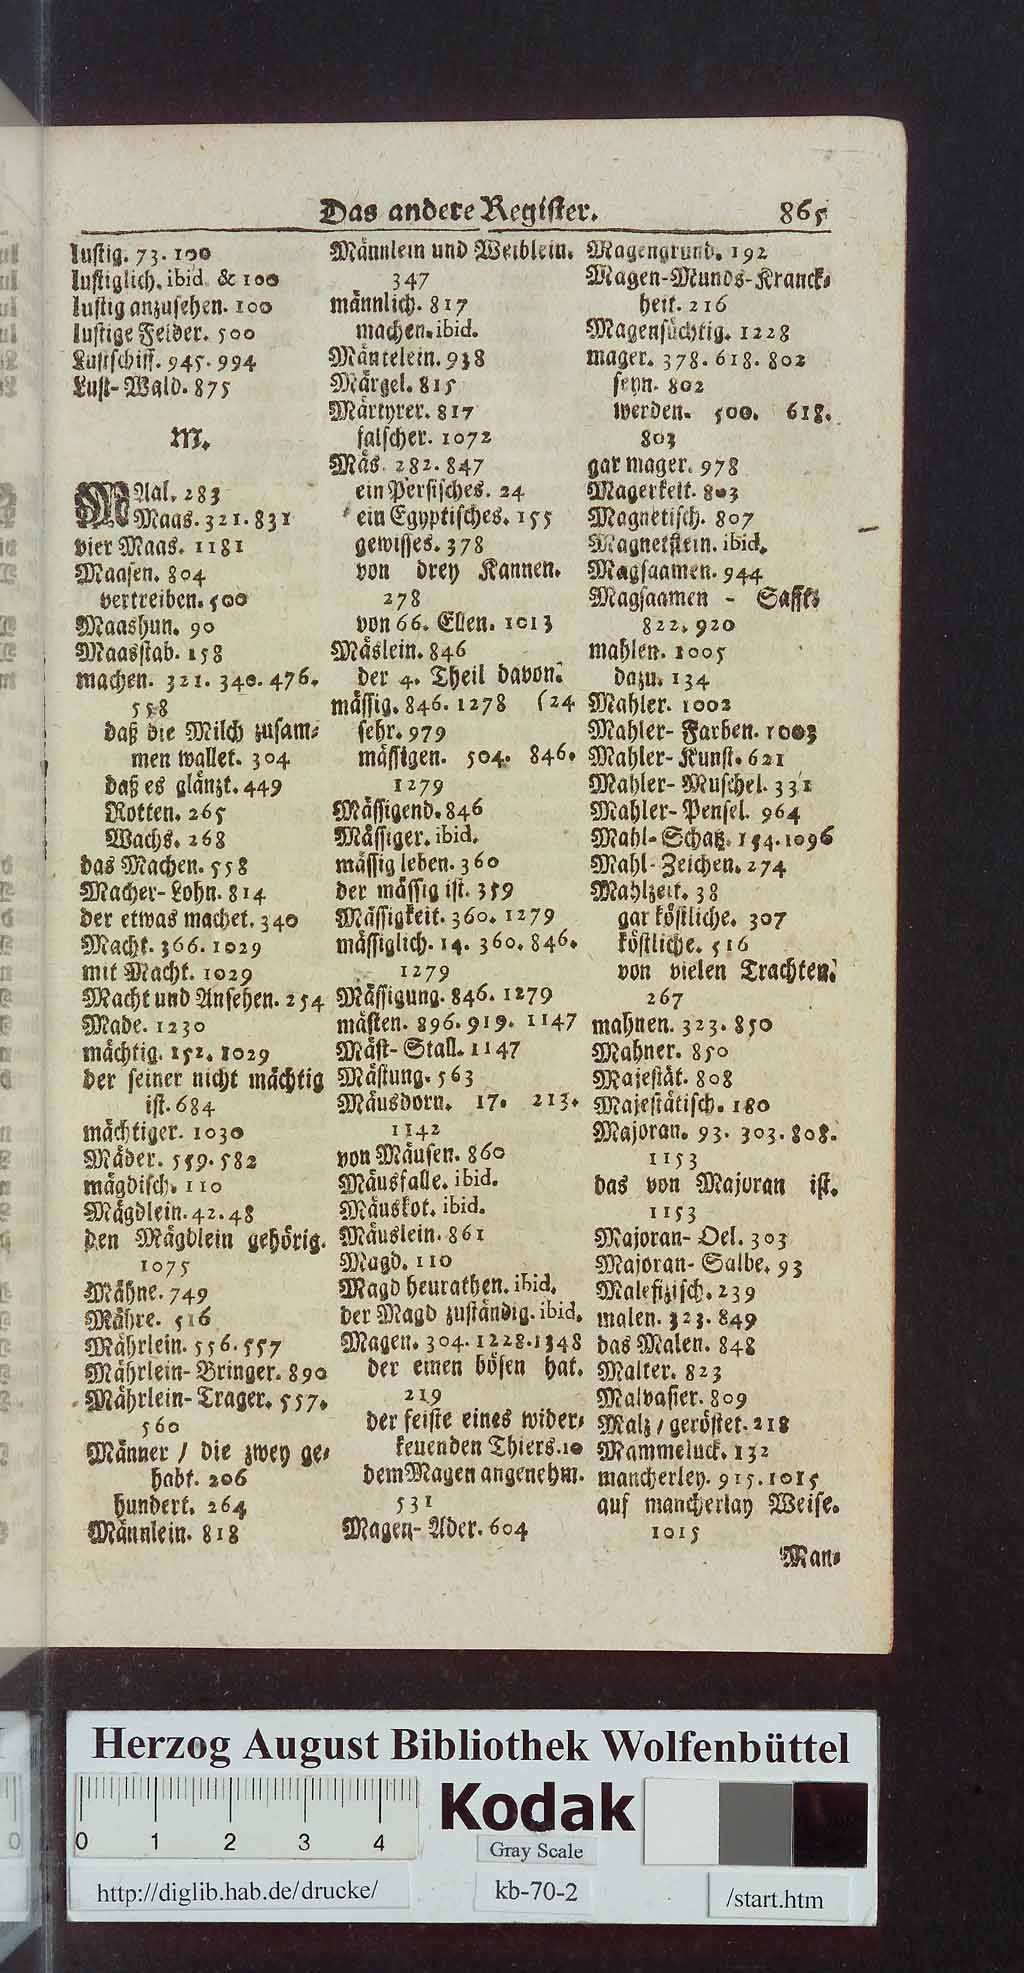 Das andere Register. 865
lustig. 73. 100
lustiglich. ibid. & 100
lustig anzusehen. 100
lustige Felder. 500
Lustschiff. 945. 994
Lust-Wald. 875
M.
MAal. 283
Maas. 321. 831
vier Maas. 1181
Maasen. 804
vertreiben. 500
Maashun. 90
Maasstab. 158
machen. 321. 340. 476.
558
daß die Milch zusam-
men wallet. 304
daß es glänzt. 449
Rotten. 265
Wachs. 268
das Machen. 558
Macher-Lohn. 814
der etwas machet. 340
Macht. 366. 1029
mit Macht. 1029
Macht und Ansehen. 254
Made. 1230
mächtig. 152. 1029
der seiner nicht mächtig
ist. 684
mächtiger. 1030
Mäder. 559. 582
mägdisch. 110
Mägdlein. 42. 48
den Mägdlein gehörig.
1075
Mähne. 749
Mähre. 516
Mährlein. 556. 557
Mährlein-Bringer. 890
Mährlein-Trager. 557.
560
Männer / die zwey ge-
habt. 206
hundert. 264
Männlein. 818
Männlein und Weiblein.
347
männlich. 817
machen. ibid.
Mäntelein. 938
Märgel. 815
Märtyrer. 817
falscher. 1072
Mäs. 282. 847
ein Persisches. 24
ein Egyptisches. 155
gewisses. 378
von drey Kannen.
278
von 66. Ellen. 1013
Mäslein. 846
der 4. Theil davon.
mässig. 846. 1278 (24
sehr. 979
mässigen. 504. 846.
1279
Mässigend. 846
Mässiger. ibid.
mässig leben. 360
der mässig ist. 359
Mässigkeit. 360. 1279
mässiglich. 14. 360. 846.
1279
Mässigung. 846. 1279
mästen. 896. 919. 1147
Mäst-Stall. 1147
Mästung. 563
Mäusdorn. 17. 213.
1142
von Mäusen. 860
Mäusfalle. ibid.
Mäuskot. ibid.
Mäuslein. 861
Magd. 110
Magd heurathen. ibid.
der Magd zuständig. ibid.
Magen. 304. 1228. 1348
der einen bösen hat.
219
der feiste eines wider-
keuenden Thiers. 10
dem Magen angenehm.
531
Magen-Ader. 604
Magengrund. 192
Magen-Munds-Kranck-
heit. 216
Magensüchtig. 1228
mager. 378. 618. 802
seyn. 802
werden. 500. 618.
803
gar mager. 978
Magerkeit. 803
Magnetisch. 807
Magnetstein. ibid.
Magsaamen. 944
Magsaamen - Safft.
822. 920
mahlen. 1005
dazu. 134
Mahler. 1002
Mahler-Farben. 1003
Mahler-Kunst. 621
Mahler-Muschel. 331
Mahler-Pensel. 964
Mahl-Schatz. 154. 1096
Mahl-Zeichen. 274
Mahlzeit. 38
gar köstliche. 307
köstliche. 516
von vielen Trachten.
267
mahnen. 323. 850
Mahner. 850
Majestät. 808
Majestätisch. 180
Majoran. 93. 303. 808.
1153
das von Majoran ist.
1153
Majoran-Oel. 303
Majoran-Salbe. 93
Malefizisch. 239
malen. 323. 849
das Malen. 848
Malter. 823
Malvasier. 809
Malz / geröstet. 218
Mammeluck. 132
mancherley. 915. 1015
auf mancherlay Weise.
1015
Man-
Herzog August Bibliothek Wolfenbüttel
Kodak
Gray Scale
0 1 2 3 4
http://diglib.hab.de/drucke/
kb-70-2
/start.htm